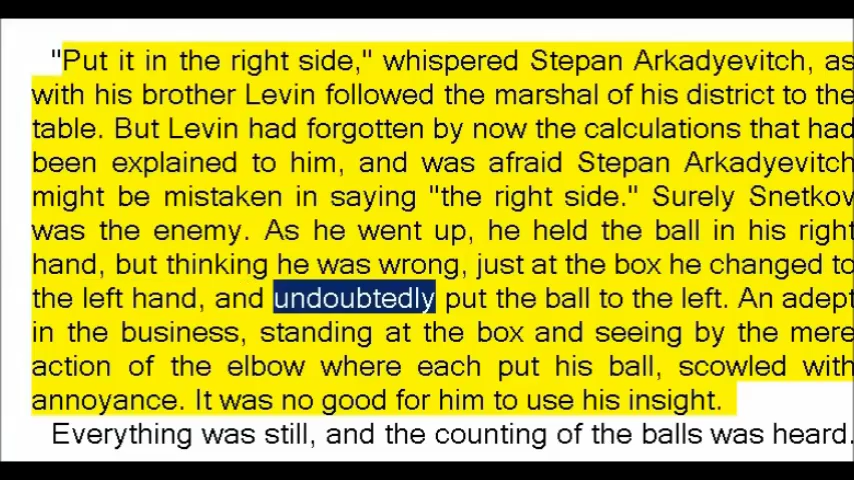 "Put it in the right side," whispered Stepan Arkadyevitch, as
with his brother Levin followed the marshal of his district to the
table. But Levin had forgotten by now the calculations that had
been explained to him, and was afraid Stepan Arkadyevitch
might be mistaken in saying "the right side." Surely Snetkov
was the enemy. As he went up, he held the ball in his right
hand, but thinking he was wrong, just at the box he changed to
the left hand, and undoubtedly put the ball to the left. An adept
in the business, standing at the box and seeing by the mere
action of the elbow where each put his ball, scowled with
annoyance. It was no good for him to use his insight.
Everything was still, and the counting of the balls was heard.